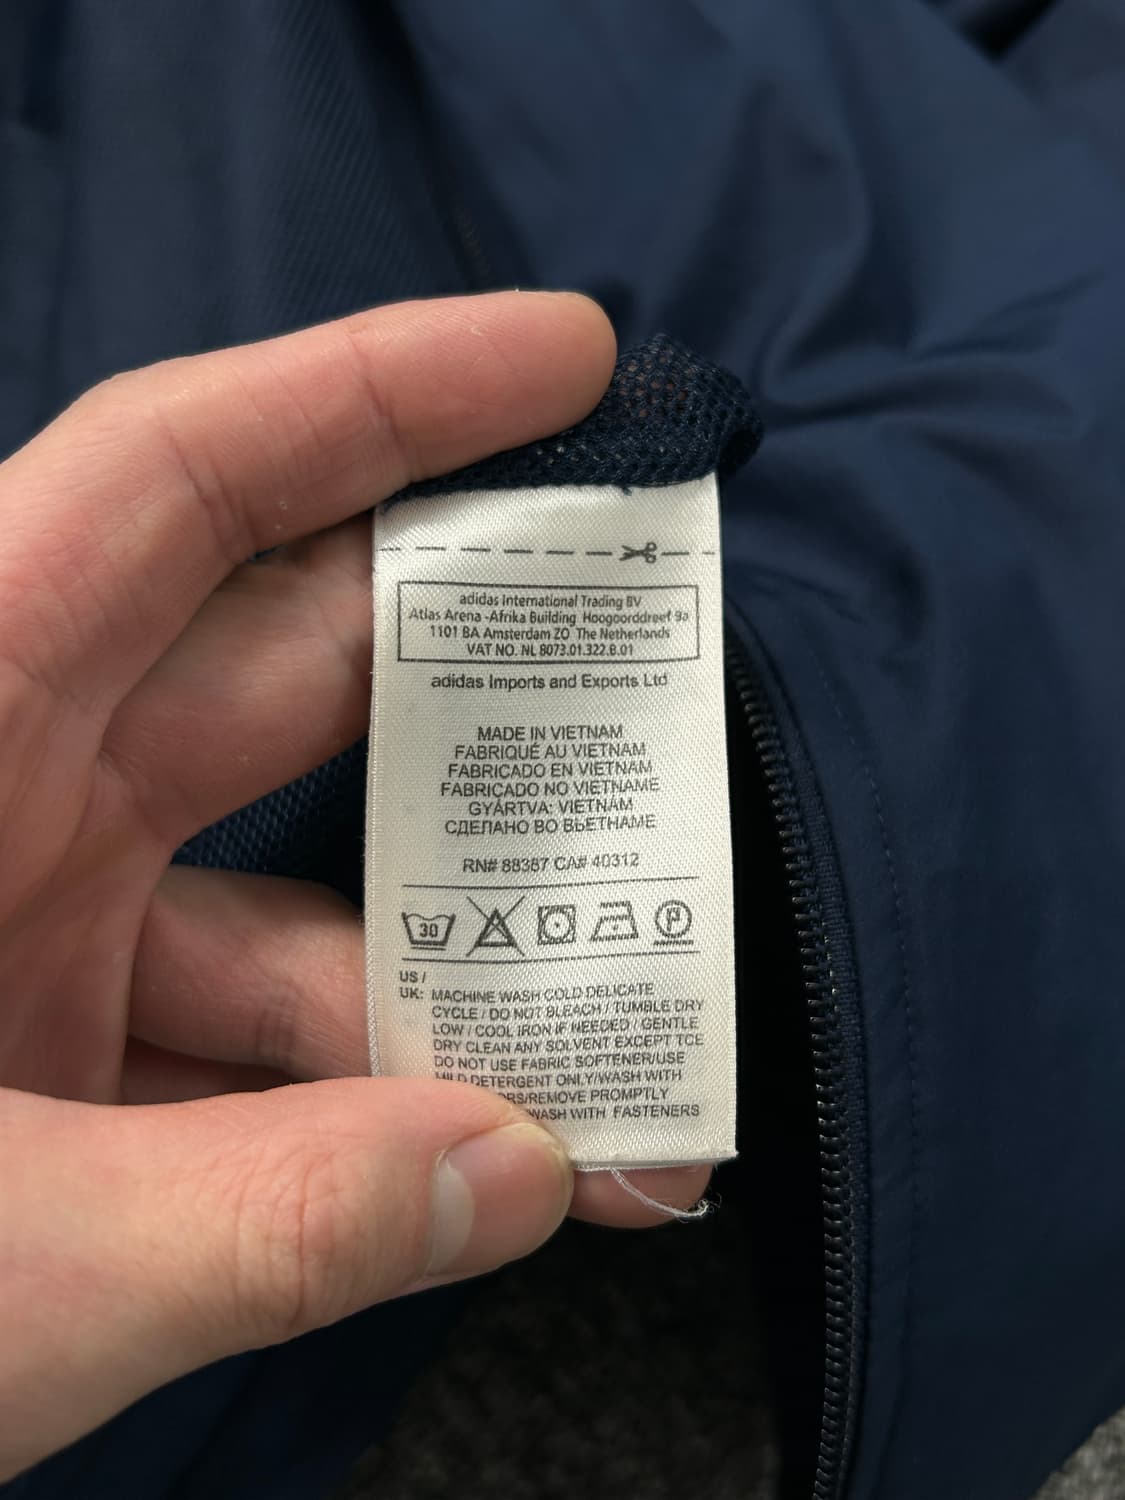 adidas International Trading BV
Atlas Arena -Afrika Building Hoogoorddreef 9a
1101 BA Amsterdam ZO The Netherlands
VAT NO. NL 8073.01.322.B.01
adidas Imports and Exports Ltd
MADE IN VIETNAM
FABRIQUÉ AU VIETNAM
FABRICADO EN VIETNAM
FABRICADO NO VIETNAME
GYÁRTVA: VIETNÁM
СДЕЛАНО ВО ВЬЕТНАМЕ
RN# 88387 CA# 40312
30 P
US /
UK: MACHINE WASH COLD DELICATE
CYCLE / DO NOT BLEACH / TUMBLE DRY
LOW / COOL IRON IF NEEDED / GENTLE
DRY CLEAN ANY SOLVENT EXCEPT TCE
DO NOT USE FABRIC SOFTENER/USE
MILD DETERGENT ONLY/WASH WITH
REMOVE PROMPTLY
WASH WITH FASTENERS